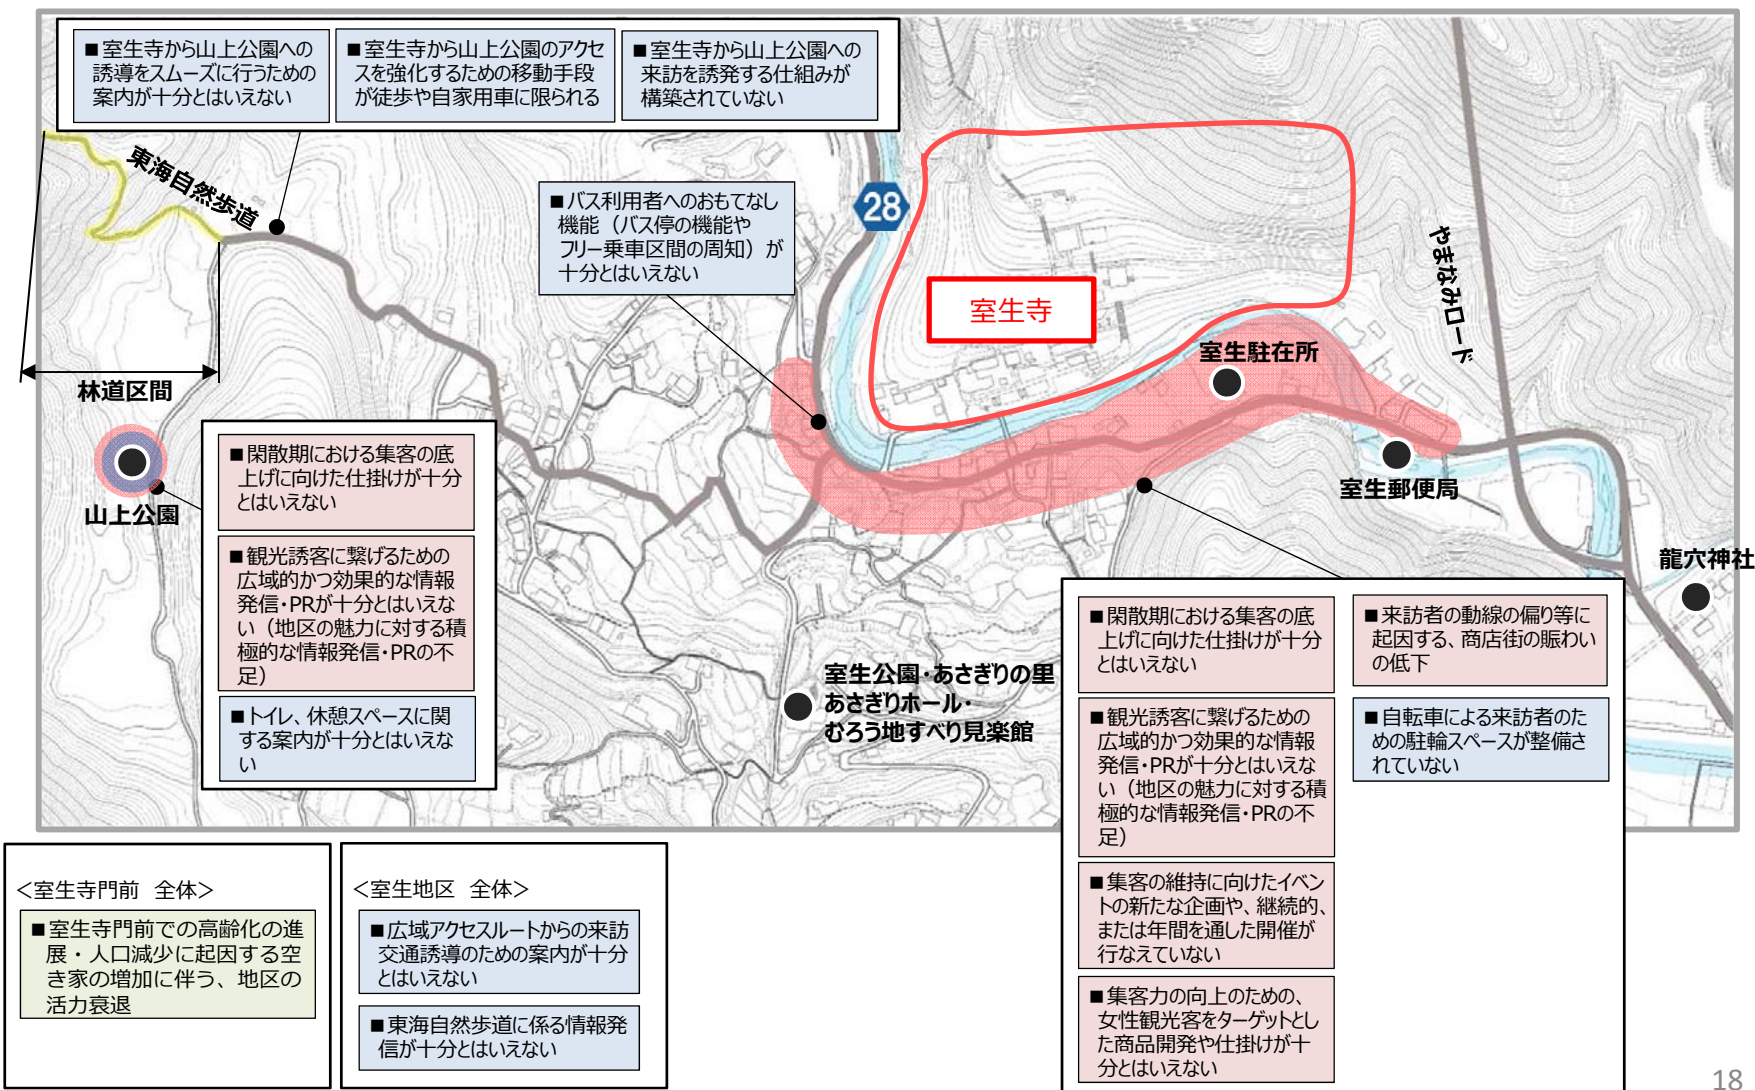 ■室生寺から山上公園への
誘導をスムーズに行うための
案内が十分とはいえない
■室生寺から山上公園のアクセ
スを強化するための移動手段
が徒歩や自家用車に限られる
■室生寺から山上公園への
来訪を誘発する仕組みが
構築されていない
東海自然歩道
■バス利用者へのおもてなし
機能（バス停の機能や
フリー乗車区間の周知）が
十分とはいえない
28
室生寺
やまなみロード
室生駐在所
林道区間
山上公園
室生郵便局
龍穴神社
■閑散期における集客の底
上げに向けた仕掛けが十分
とはいえない
■観光誘客に繋げるための
広域的かつ効果的な情報
発信・PRが十分とはいえな
い（地区の魅力に対する積
極的な情報発信・PRの不
足）
■トイレ、休憩スペースに関
する案内が十分とはいえな
い
室生公園・あさぎりの里
あさぎりホール・
むろう地すべり見楽館
■閑散期における集客の底
上げに向けた仕掛けが十分
とはいえない
■観光誘客に繋げるための
広域的かつ効果的な情報
発信・PRが十分とはいえな
い（地区の魅力に対する積
極的な情報発信・PRの不
足）
■集客の維持に向けたイベン
トの新たな企画や、継続的、
または年間を通した開催が
行なえていない
■集客力の向上のための、
女性観光客をターゲットとし
た商品開発や仕掛けが十
分とはいえない
■来訪者の動線の偏り等に
起因する、商店街の賑わい
の低下
■自転車による来訪者のた
めの駐輪スペースが整備さ
れていない
＜室生寺門前 全体＞
■室生寺門前での高齢化の進
展・人口減少に起因する空
き家の増加に伴う、地区の
活力衰退
＜室生地区 全体＞
■広域アクセスルートからの来訪
交通誘導のための案内が十分
とはいえない
■東海自然歩道に係る情報発
信が十分とはいえない
18